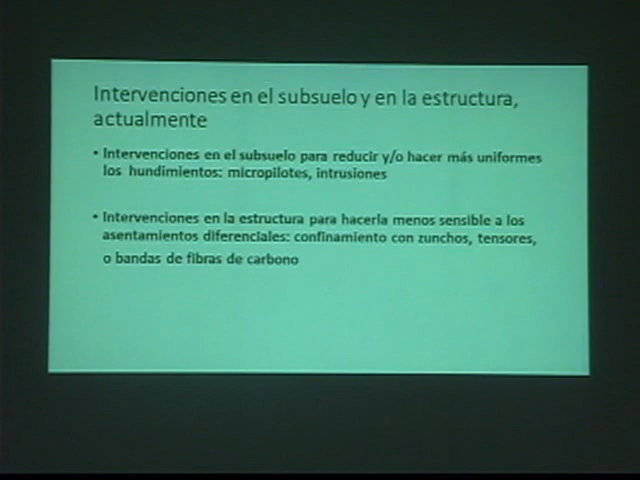 Intervenciones en el subsuelo y en la estructura,
actualmente
• Intervenciones en el subsuelo para reducir y/o hacer más uniformes
los hundimientos: micropilotes, intrusiones
• Intervenciones en la estructura para hacerla menos sensible a los
asentamientos diferenciales: confinamiento con zunchos, tensores,
o bandas de fibras de carbono